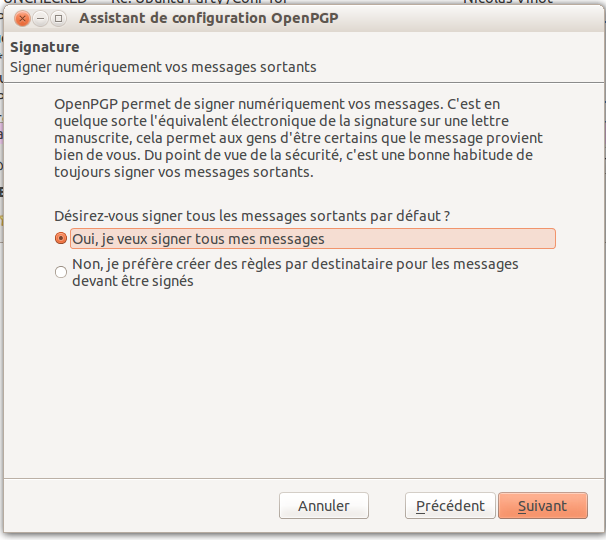 Assistant de configuration OpenPGP
Signature
Signer numériquement vos messages sortants
OpenPGP permet de signer numériquement vos messages. C'est en
quelque sorte l'équivalent électronique de la signature sur une lettre
manuscrite, cela permet aux gens d'être certains que le message provient
bien de vous. Du point de vue de la sécurité, c'est une bonne habitude de
toujours signer vos messages sortants.
Désirez-vous signer tous les messages sortants par défaut ?
Oui, je veux signer tous mes messages
Non, je préfère créer des règles par destinataire pour les messages
devant être signés
Annuler
Précédent
Suivant